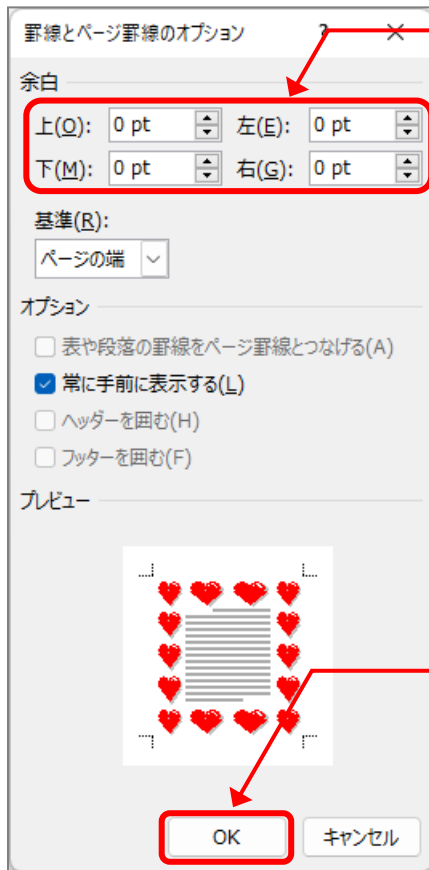 罫線とページ罫線のオプション ? ×
余白
上(O): 0 pt 左(E): 0 pt
下(M): 0 pt 右(G): 0 pt
基準(R):
ページの端
オプション
表や段落の罫線をページ罫線とつなげる(A)
常に手前に表示する(L)
ヘッダーを囲む(H)
フッターを囲む(F)
プレビュー
OK キャンセル